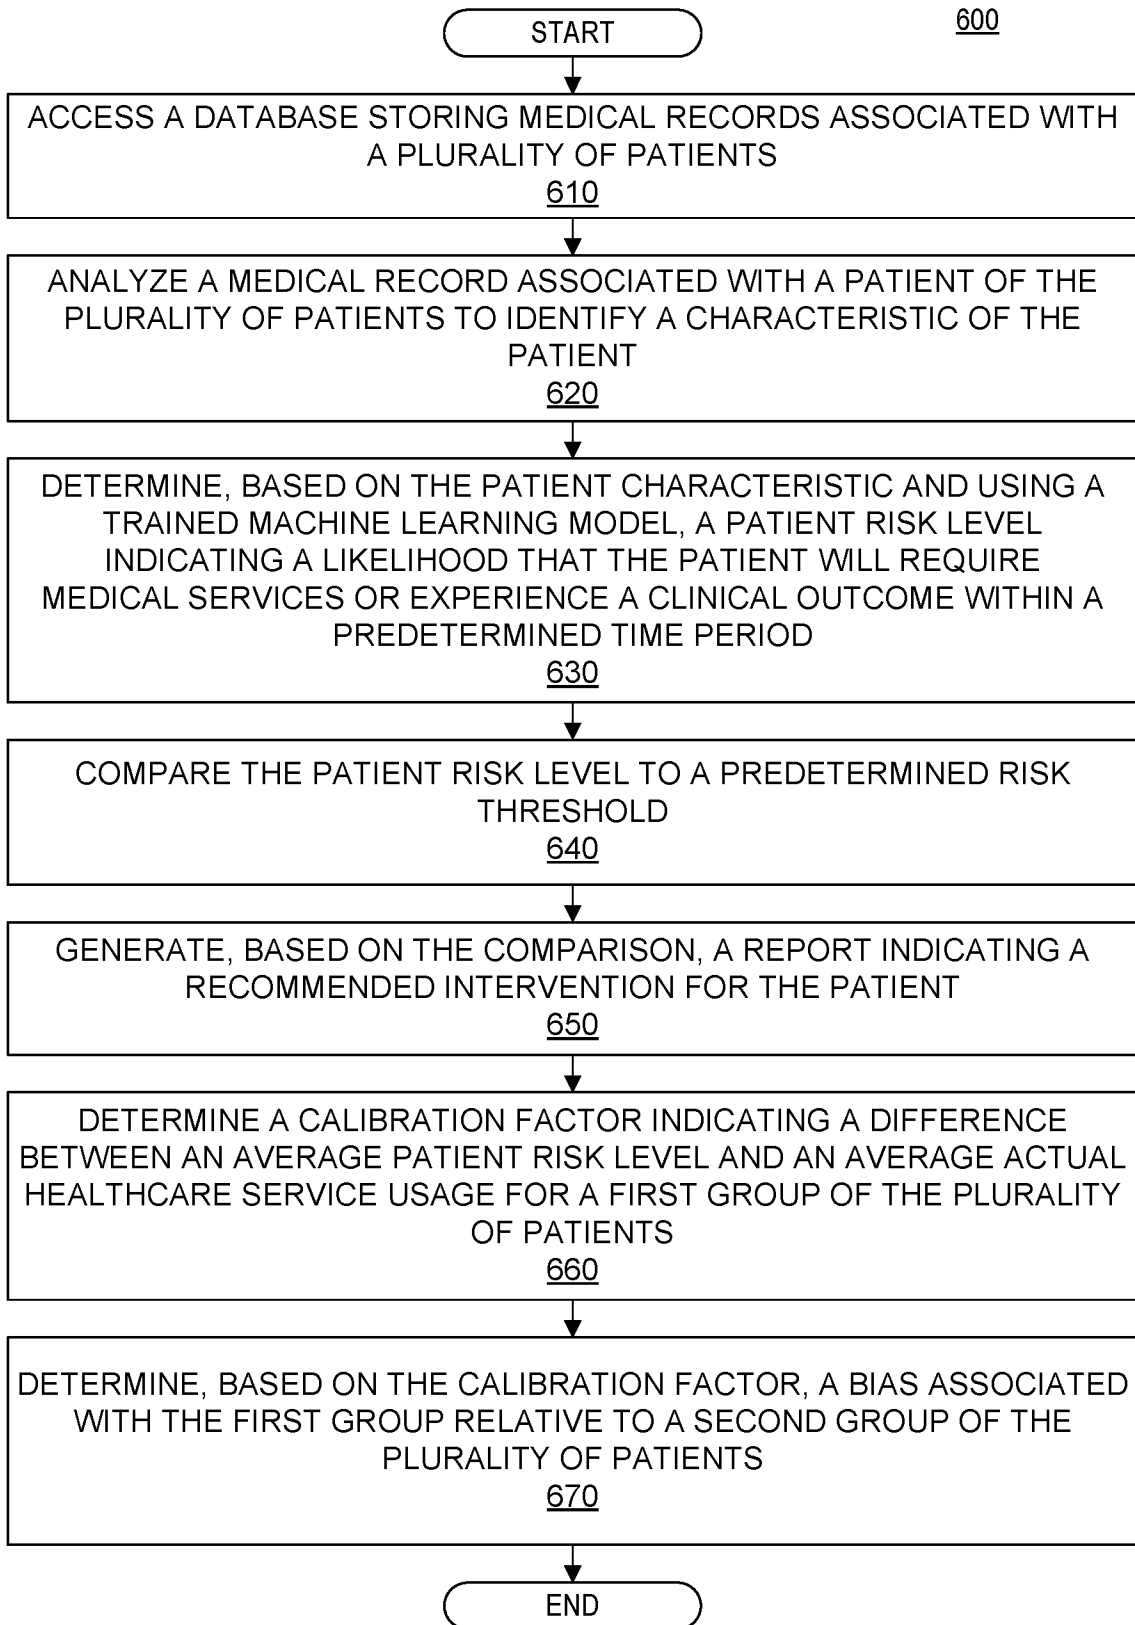 600
START
ACCESS A DATABASE STORING MEDICAL RECORDS ASSOCIATED WITH
A PLURALITY OF PATIENTS
610
ANALYZE A MEDICAL RECORD ASSOCIATED WITH A PATIENT OF THE
PLURALITY OF PATIENTS TO IDENTIFY A CHARACTERISTIC OF THE
PATIENT
620
DETERMINE, BASED ON THE PATIENT CHARACTERISTIC AND USING A
TRAINED MACHINE LEARNING MODEL, A PATIENT RISK LEVEL
INDICATING A LIKELIHOOD THAT THE PATIENT WILL REQUIRE
MEDICAL SERVICES OR EXPERIENCE A CLINICAL OUTCOME WITHIN A
PREDETERMINED TIME PERIOD
630
COMPARE THE PATIENT RISK LEVEL TO A PREDETERMINED RISK
THRESHOLD
640
GENERATE, BASED ON THE COMPARISON, A REPORT INDICATING A
RECOMMENDED INTERVENTION FOR THE PATIENT
650
DETERMINE A CALIBRATION FACTOR INDICATING A DIFFERENCE
BETWEEN AN AVERAGE PATIENT RISK LEVEL AND AN AVERAGE ACTUAL
HEALTHCARE SERVICE USAGE FOR A FIRST GROUP OF THE PLURALITY
OF PATIENTS
660
DETERMINE, BASED ON THE CALIBRATION FACTOR, A BIAS ASSOCIATED
WITH THE FIRST GROUP RELATIVE TO A SECOND GROUP OF THE
PLURALITY OF PATIENTS
670
END